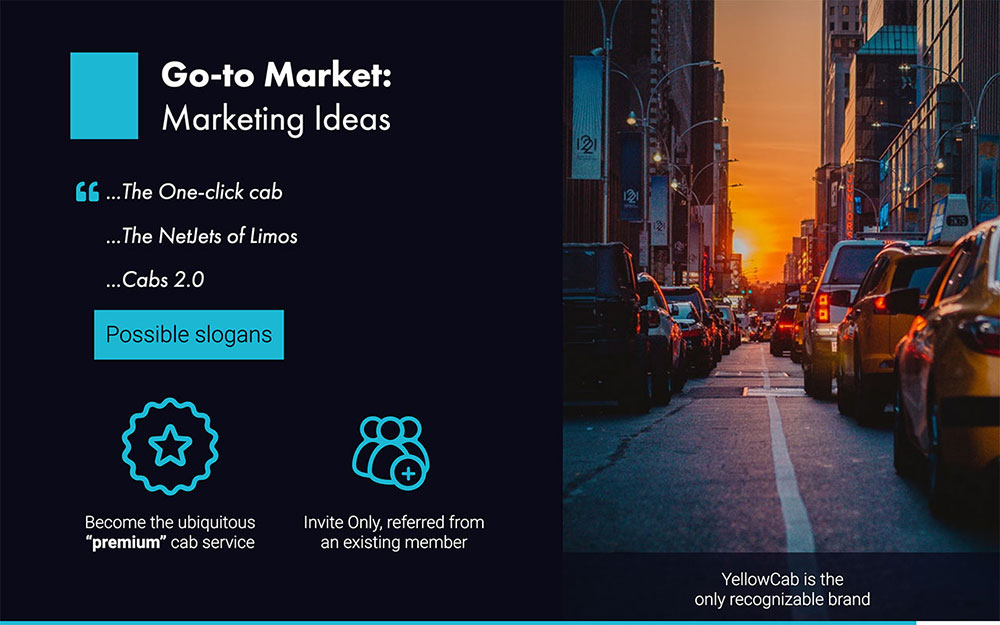 Go-to Market:
Marketing Ideas
“ ...The One-click cab
...The NetJets of Limos
...Cabs 2.0
Possible slogans
Become the ubiquitous
“premium” cab service
Invite Only, referred from
an existing member
YellowCab is the
only recognizable brand